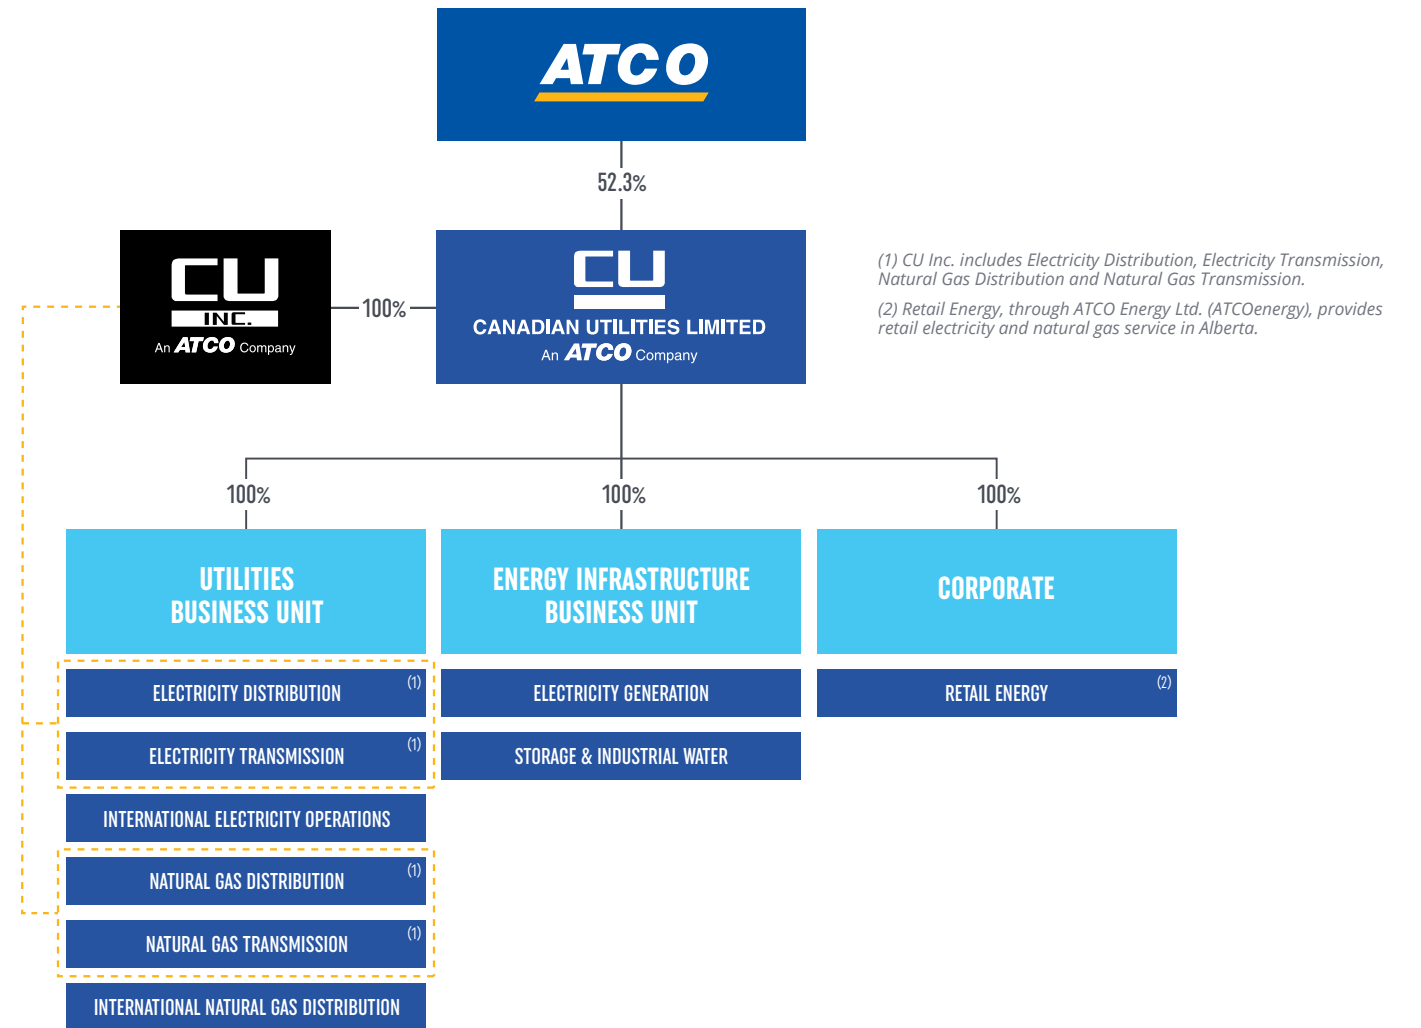 ATCO
52.3%
CU
INC.
An ATCO Company
100%
CU
CANADIAN UTILITIES LIMITED
An ATCO Company
(1) CU Inc. includes Electricity Distribution, Electricity Transmission,
Natural Gas Distribution and Natural Gas Transmission.
(2) Retail Energy, through ATCO Energy Ltd. (ATCOenergy), provides
retail electricity and natural gas service in Alberta.
100%
100%
100%
UTILITIES
BUSINESS UNIT
ENERGY INFRASTRUCTURE
BUSINESS UNIT
CORPORATE
ELECTRICITY DISTRIBUTION (1)
ELECTRICITY GENERATION
RETAIL ENERGY (2)
ELECTRICITY TRANSMISSION (1)
STORAGE & INDUSTRIAL WATER
INTERNATIONAL ELECTRICITY OPERATIONS
NATURAL GAS DISTRIBUTION (1)
NATURAL GAS TRANSMISSION (1)
INTERNATIONAL NATURAL GAS DISTRIBUTION